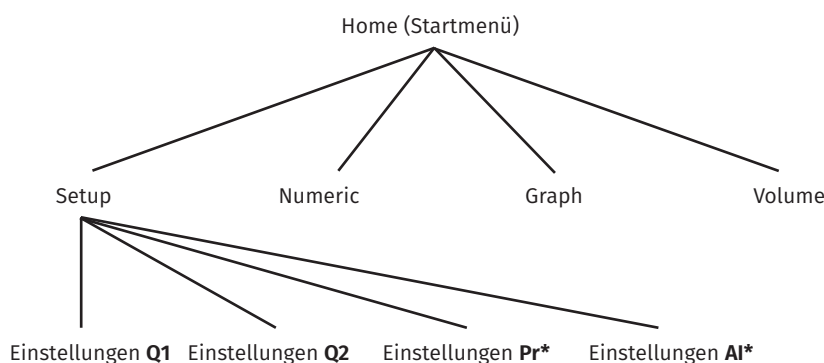 Home (Startmenü)
Setup Numeric Graph Volume
Einstellungen Q1 Einstellungen Q2 Einstellungen Pr* Einstellungen AI*